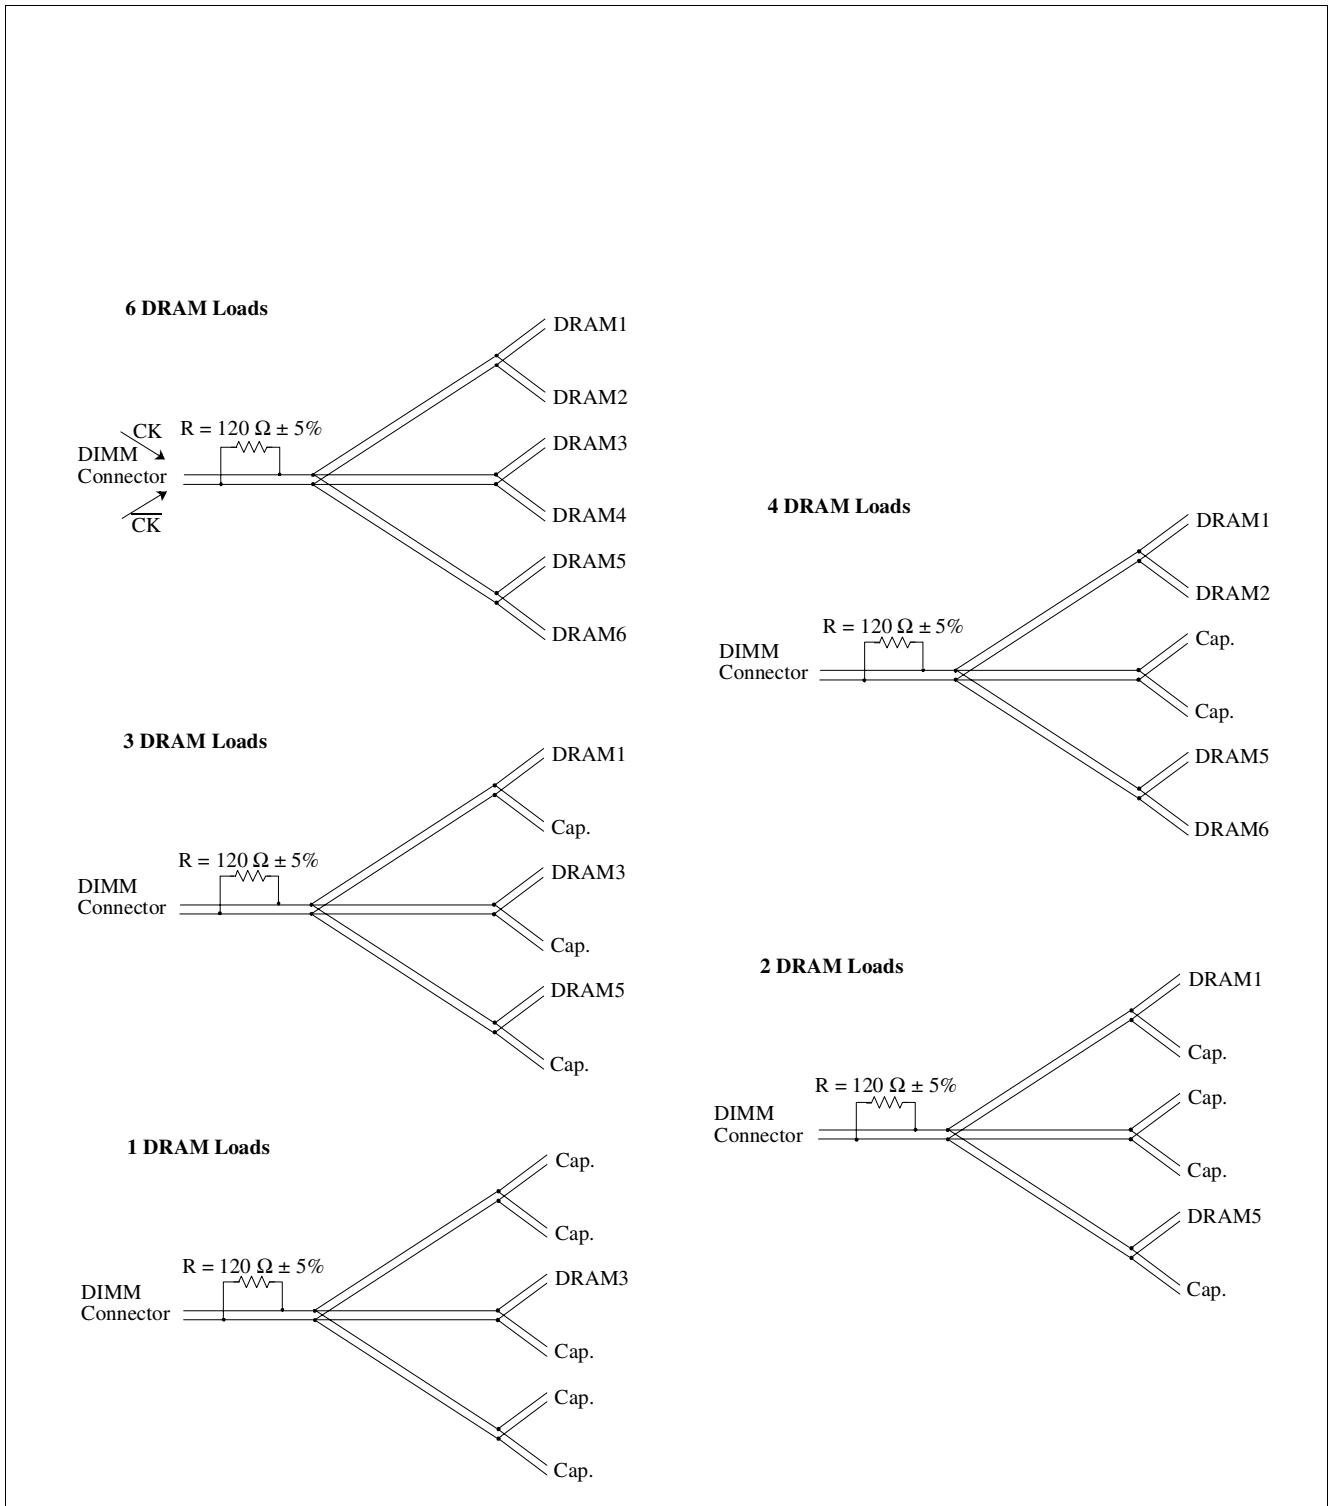 6 DRAM Loads
DRAM1
DRAM2
CK
R = 120 Ω ± 5%
DRAM3
DIMM
Connector
DRAM4
C̅K̅
DRAM5
DRAM6
4 DRAM Loads
DRAM1
DRAM2
R = 120 Ω ± 5%
Cap.
DIMM
Connector
Cap.
DRAM5
DRAM6
3 DRAM Loads
DRAM1
Cap.
R = 120 Ω ± 5%
DRAM3
DIMM
Connector
Cap.
DRAM5
Cap.
2 DRAM Loads
DRAM1
Cap.
R = 120 Ω ± 5%
Cap.
DIMM
Connector
Cap.
DRAM5
Cap.
1 DRAM Loads
Cap.
Cap.
R = 120 Ω ± 5%
DRAM3
DIMM
Connector
Cap.
Cap.
Cap.